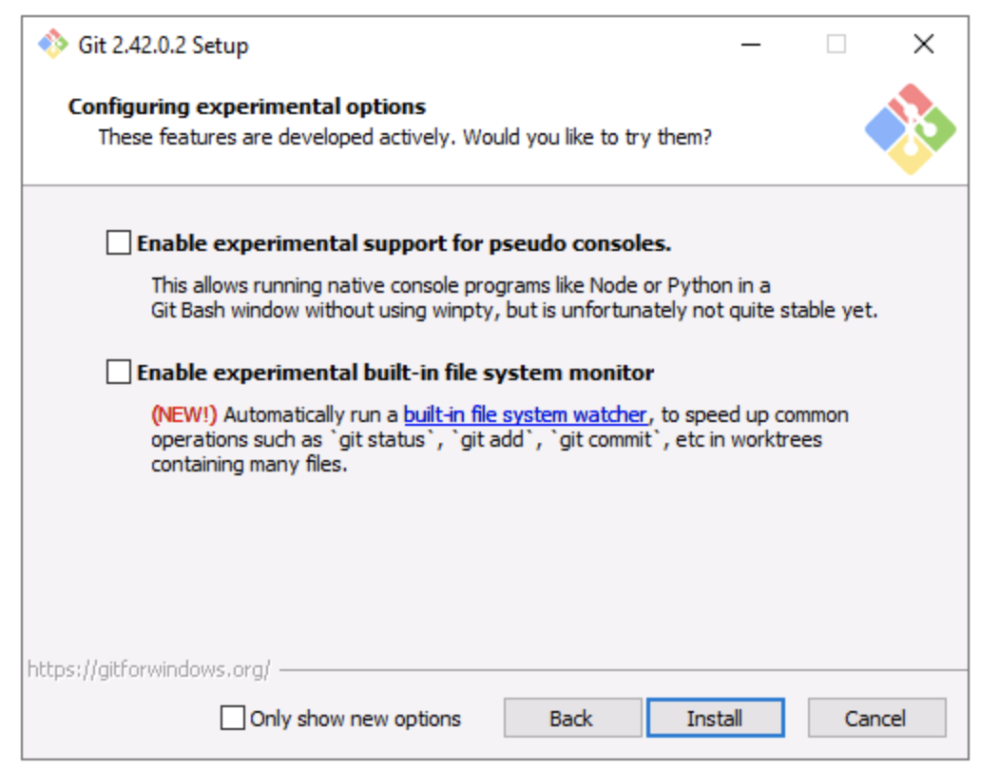 Git 2.42.0.2 Setup
Configuring experimental options
These features are developed actively. Would you like to try them?
Enable experimental support for pseudo consoles.
This allows running native console programs like Node or Python in a
Git Bash window without using winpty, but is unfortunately not quite stable yet.
Enable experimental built-in file system monitor
(NEW!) Automatically run a built-in file system watcher, to speed up common
operations such as `git status`, `git add`, `git commit`, etc in worktrees
containing many files.
https://gitforwindows.org/
Only show new options Back Install Cancel